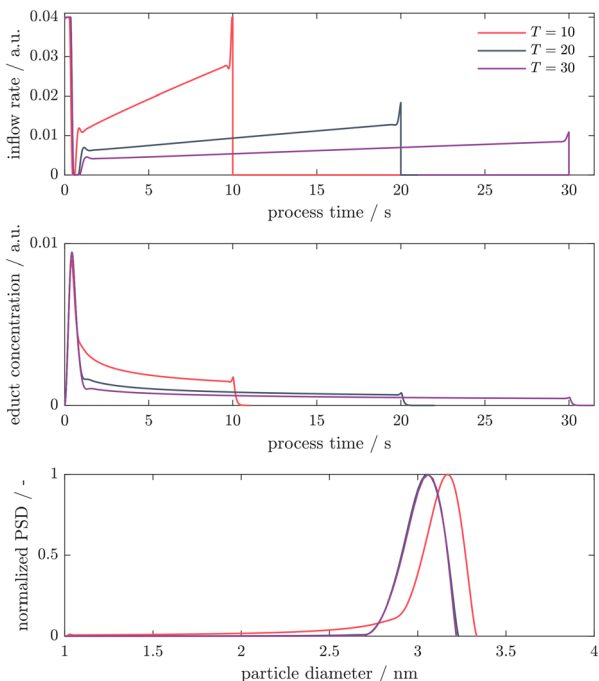 0.04
0.03
0.02
0.01
0
inflow rate / a.u.
T = 10
T = 20
T = 30
0 5 10 15 20 25 30
process time / s
0.01
0
educt concentration / a.u.
0 5 10 15 20 25 30
process time / s
1
0.5
0
normalized PSD / -
1 1.5 2 2.5 3 3.5 4
particle diameter / nm